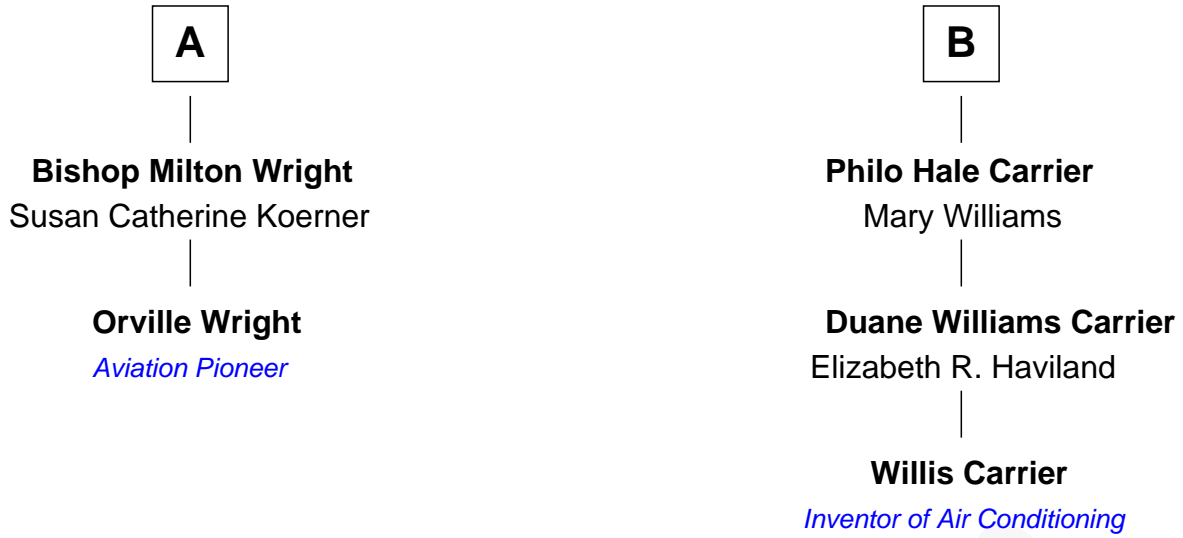 A
Bishop Milton Wright
Susan Catherine Koerner
Orville Wright
Aviation Pioneer
B
Philo Hale Carrier
Mary Williams
Duane Williams Carrier
Elizabeth R. Haviland
Willis Carrier
Inventor of Air Conditioning